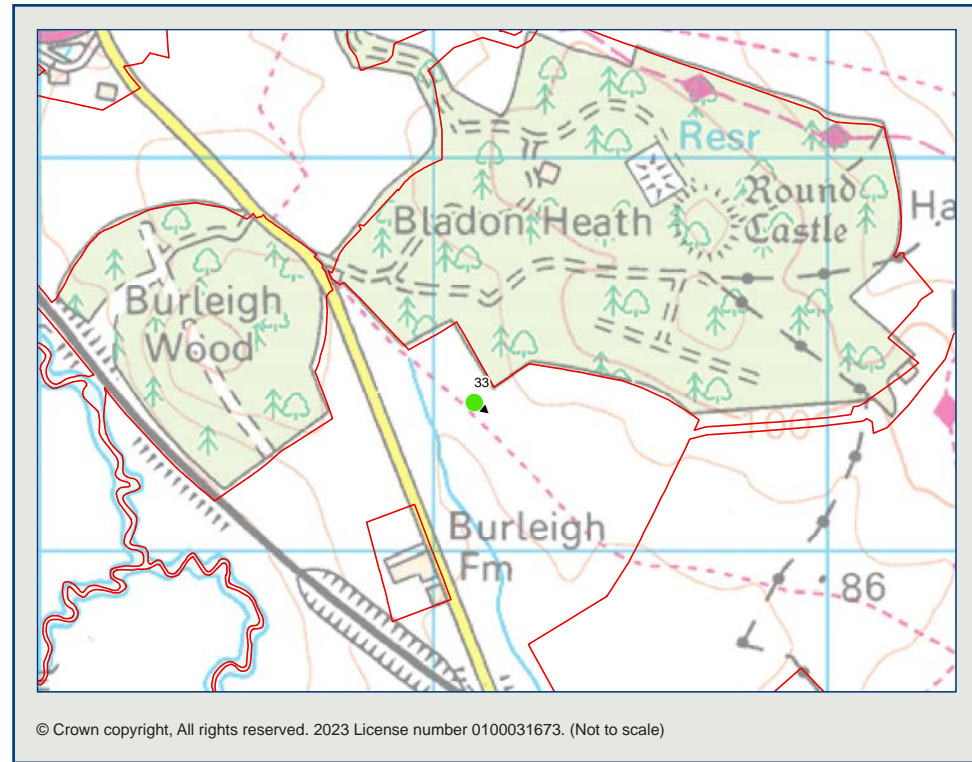 Resr
Round
Castle
Bladon Heath
Ha
Burleigh
Wood
33
100
Burleigh
Fm
86
© Crown copyright, All rights reserved. 2023 License number 0100031673. (Not to scale)